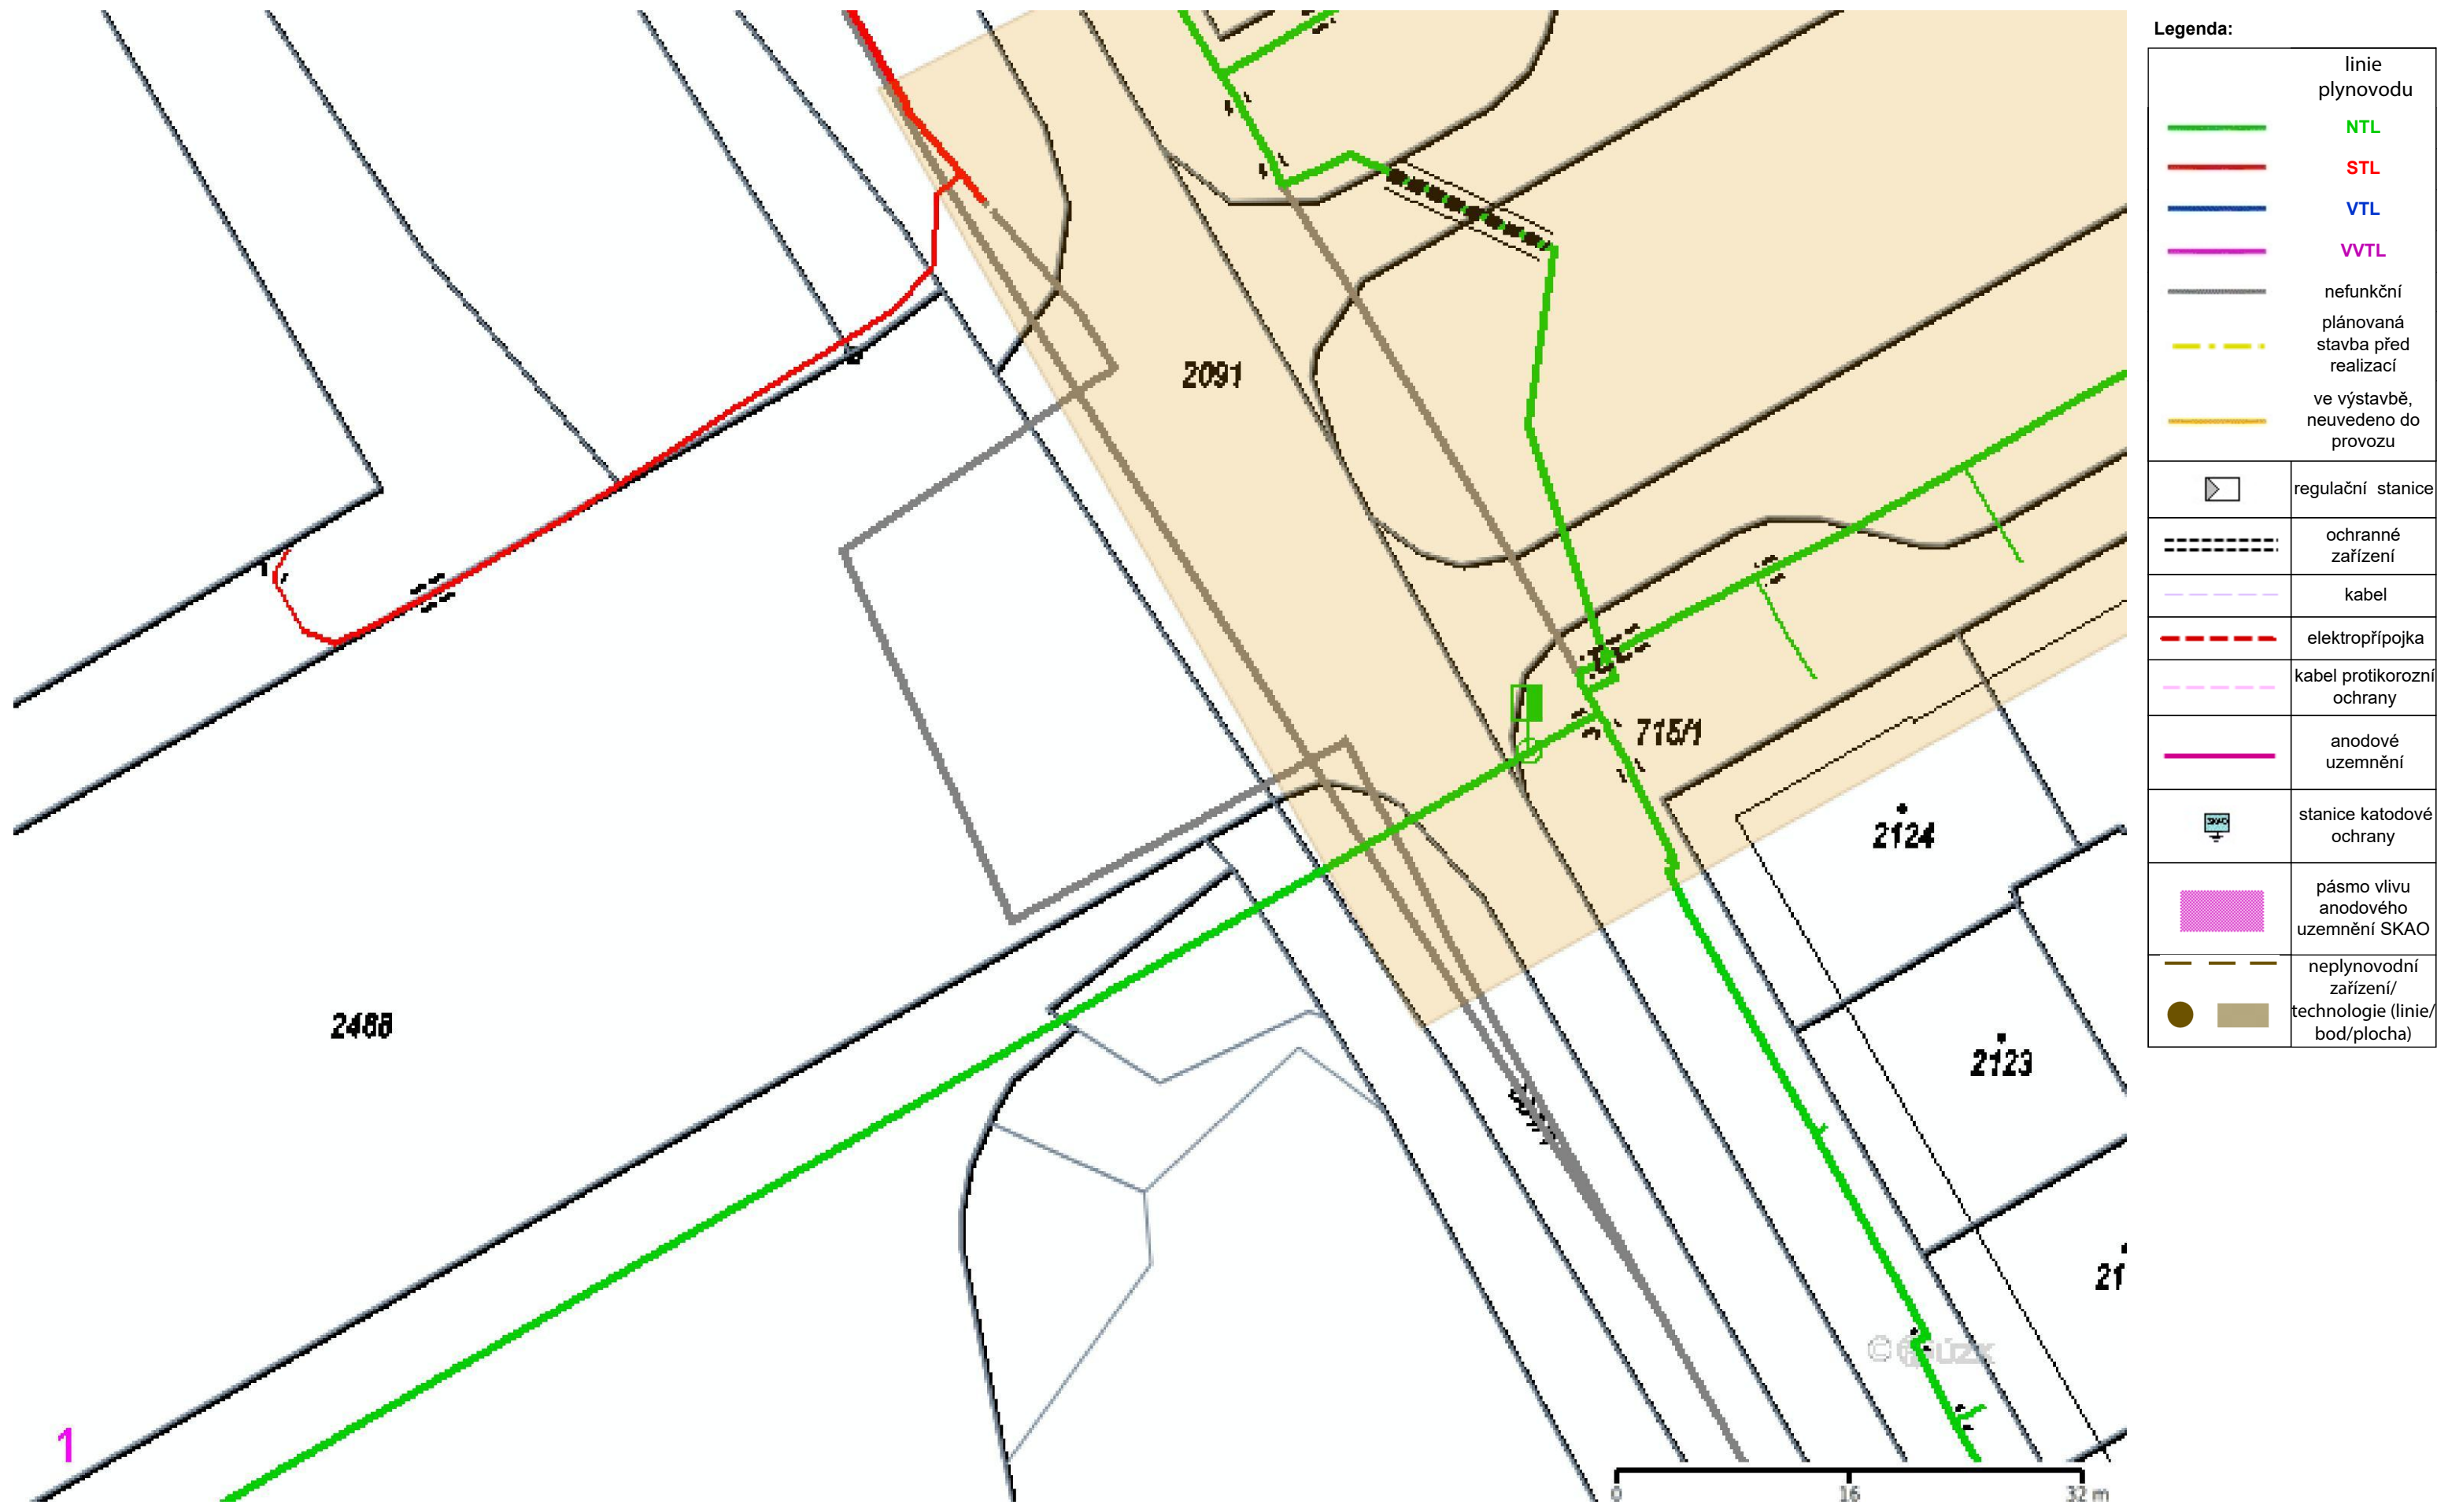 Legenda:
linie
plynovodu
NTL
STL
VTL
VVTL
nefunkční
plánovaná
stavba před
realizací
ve výstavbě,
neuvedeno do
provozu
regulační stanice
ochranné
zařízení
kabel
elektropřípojka
kabel protikorozní
ochrany
anodové
uzemnění
SKAO
stanice katodové
ochrany
pásmo vlivu
anodového
uzemnění SKAO
neplynovodní
zařízení/
technologie (linie/
bod/plocha)
2091
715/1
2124
2123
2488
21
1
0 16 32 m